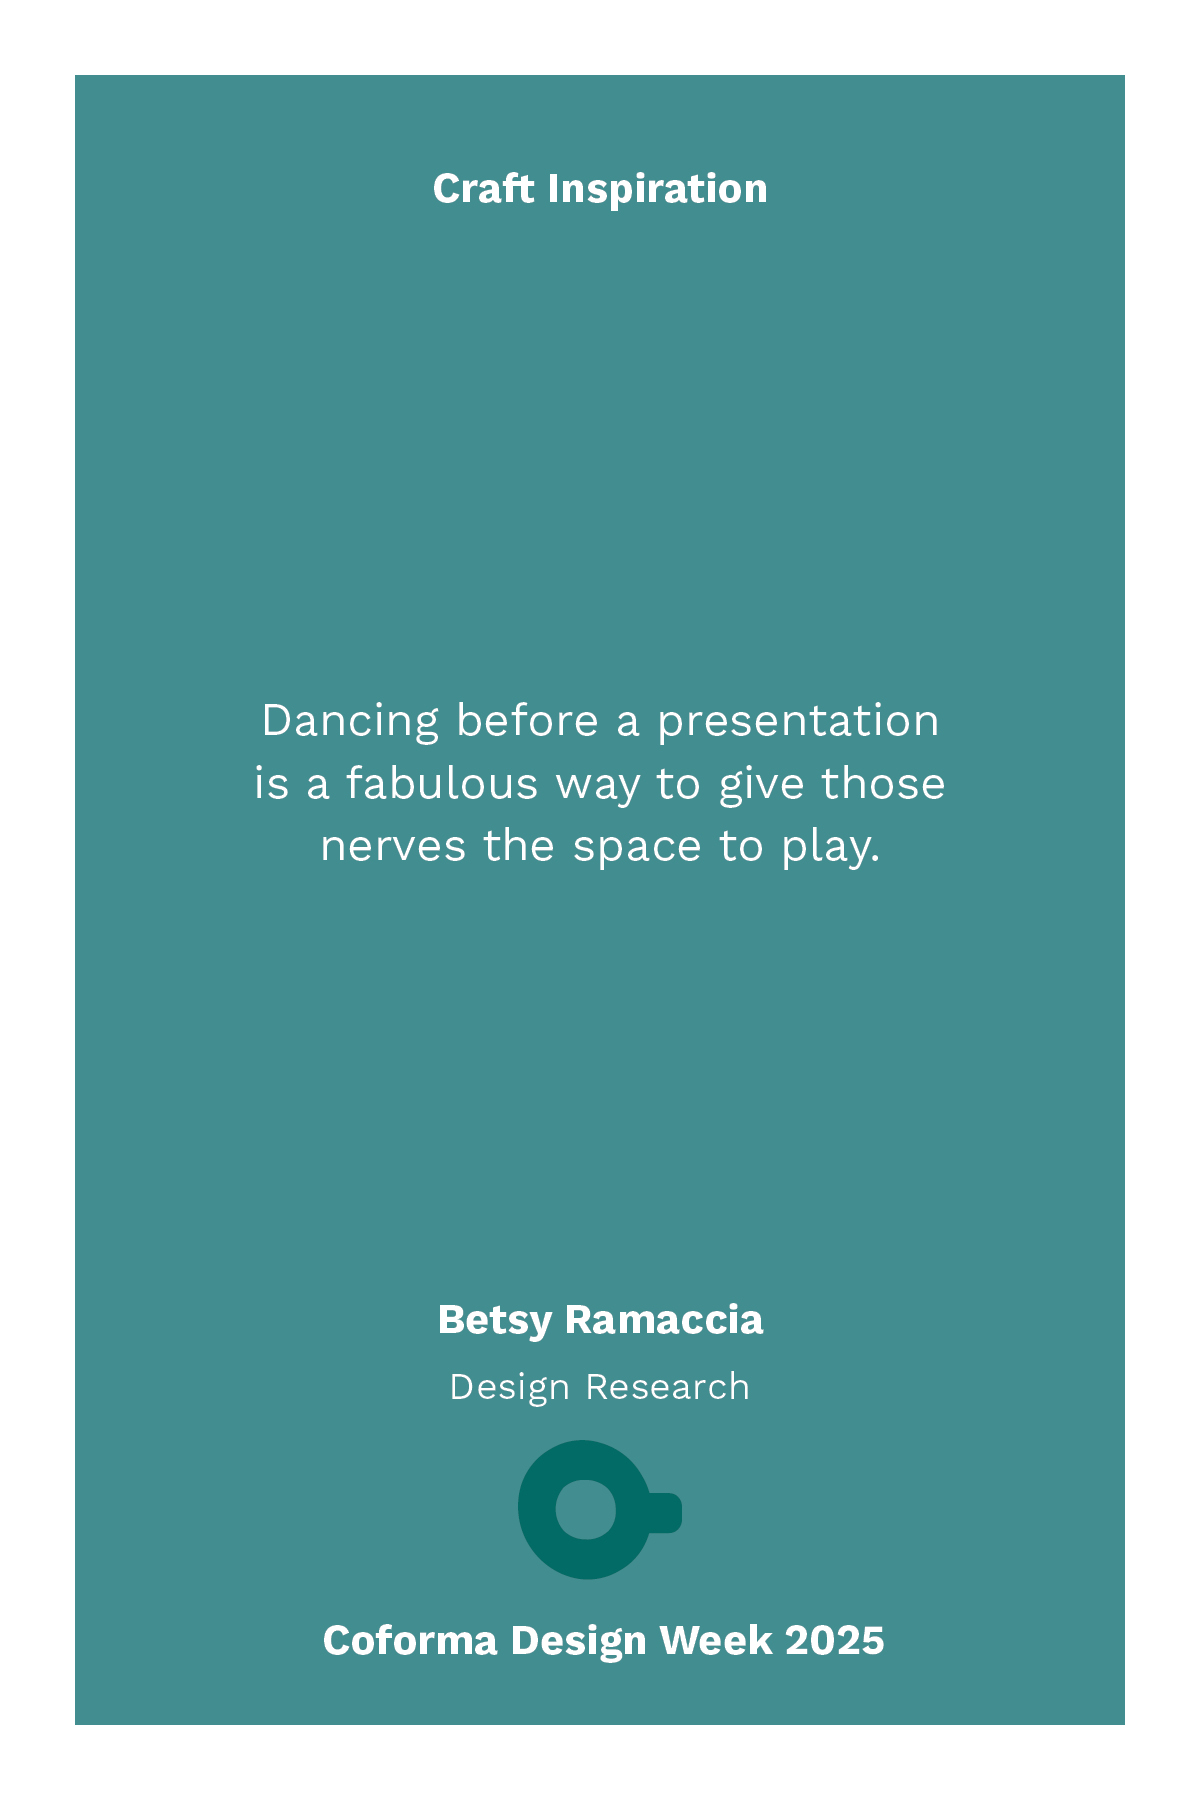 Craft Inspiration
Dancing before a presentation
is a fabulous way to give those
nerves the space to play.
Betsy Ramaccia
Design Research
Coforma Design Week 2025